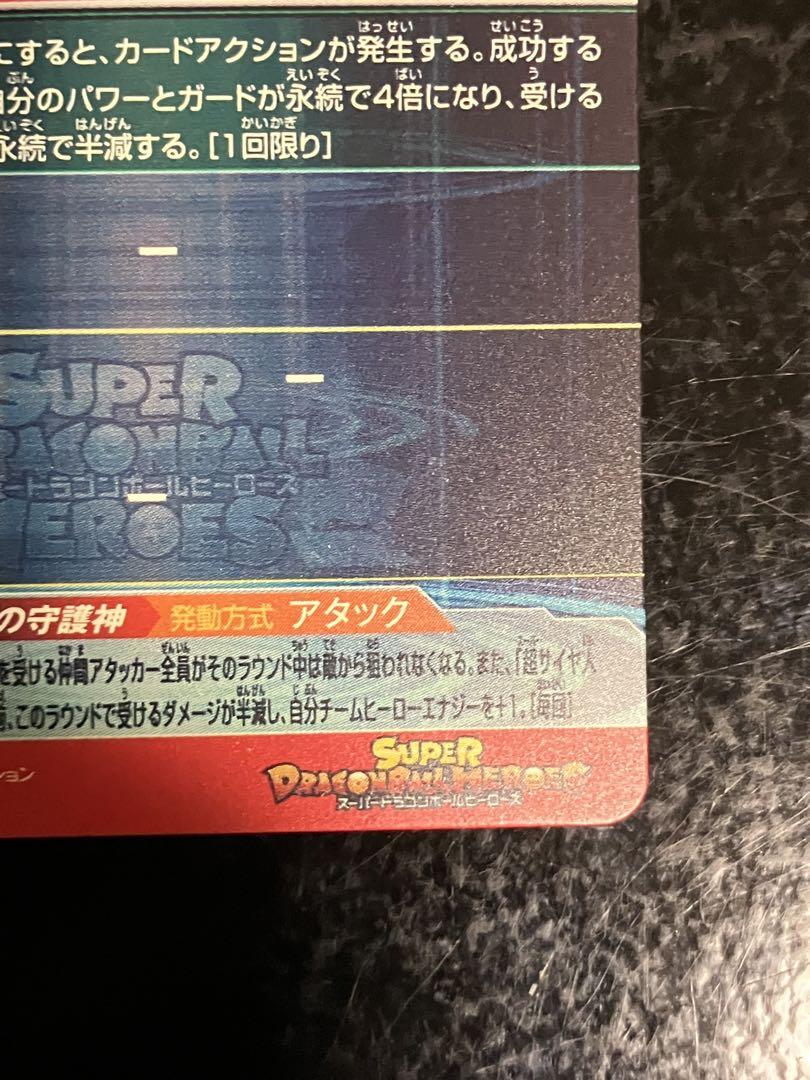 にすると、カードアクションが発生する。成功する
自分のパワーとガードが永続で4倍になり、受ける
永続で半減する。[1回限り]
SUPER
DRAGONBALL
スーパードラゴンボールヒーローズ
HEROES
の守護神 発動方式 アタック
を受ける仲間アタッカー全員がそのラウンド中は敵から狙われなくなる。また、「超サイヤ人
、このラウンドで受けるダメージが半減し、自分チームヒーローエナジーを+1。[毎回]
ション
SUPER
DRAGONBALL HEROES
スーパードラゴンボールヒーローズ